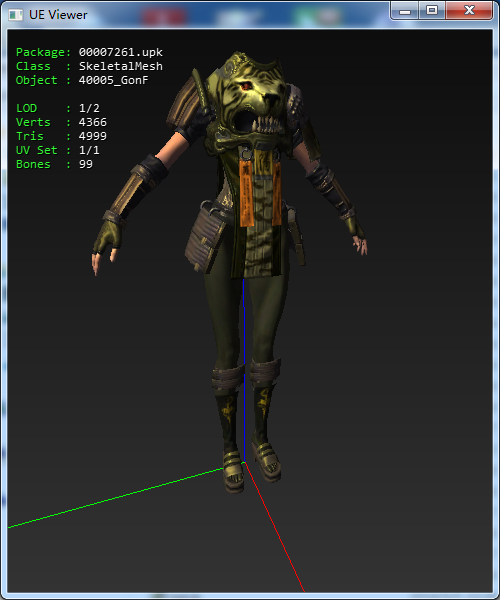 UE Viewer
Package: 00007261.upk
Class : SkeletalMesh
Object : 40005_GonF
LOD : 1/2
Verts : 4366
Tris : 4999
UV Set : 1/1
Bones : 99